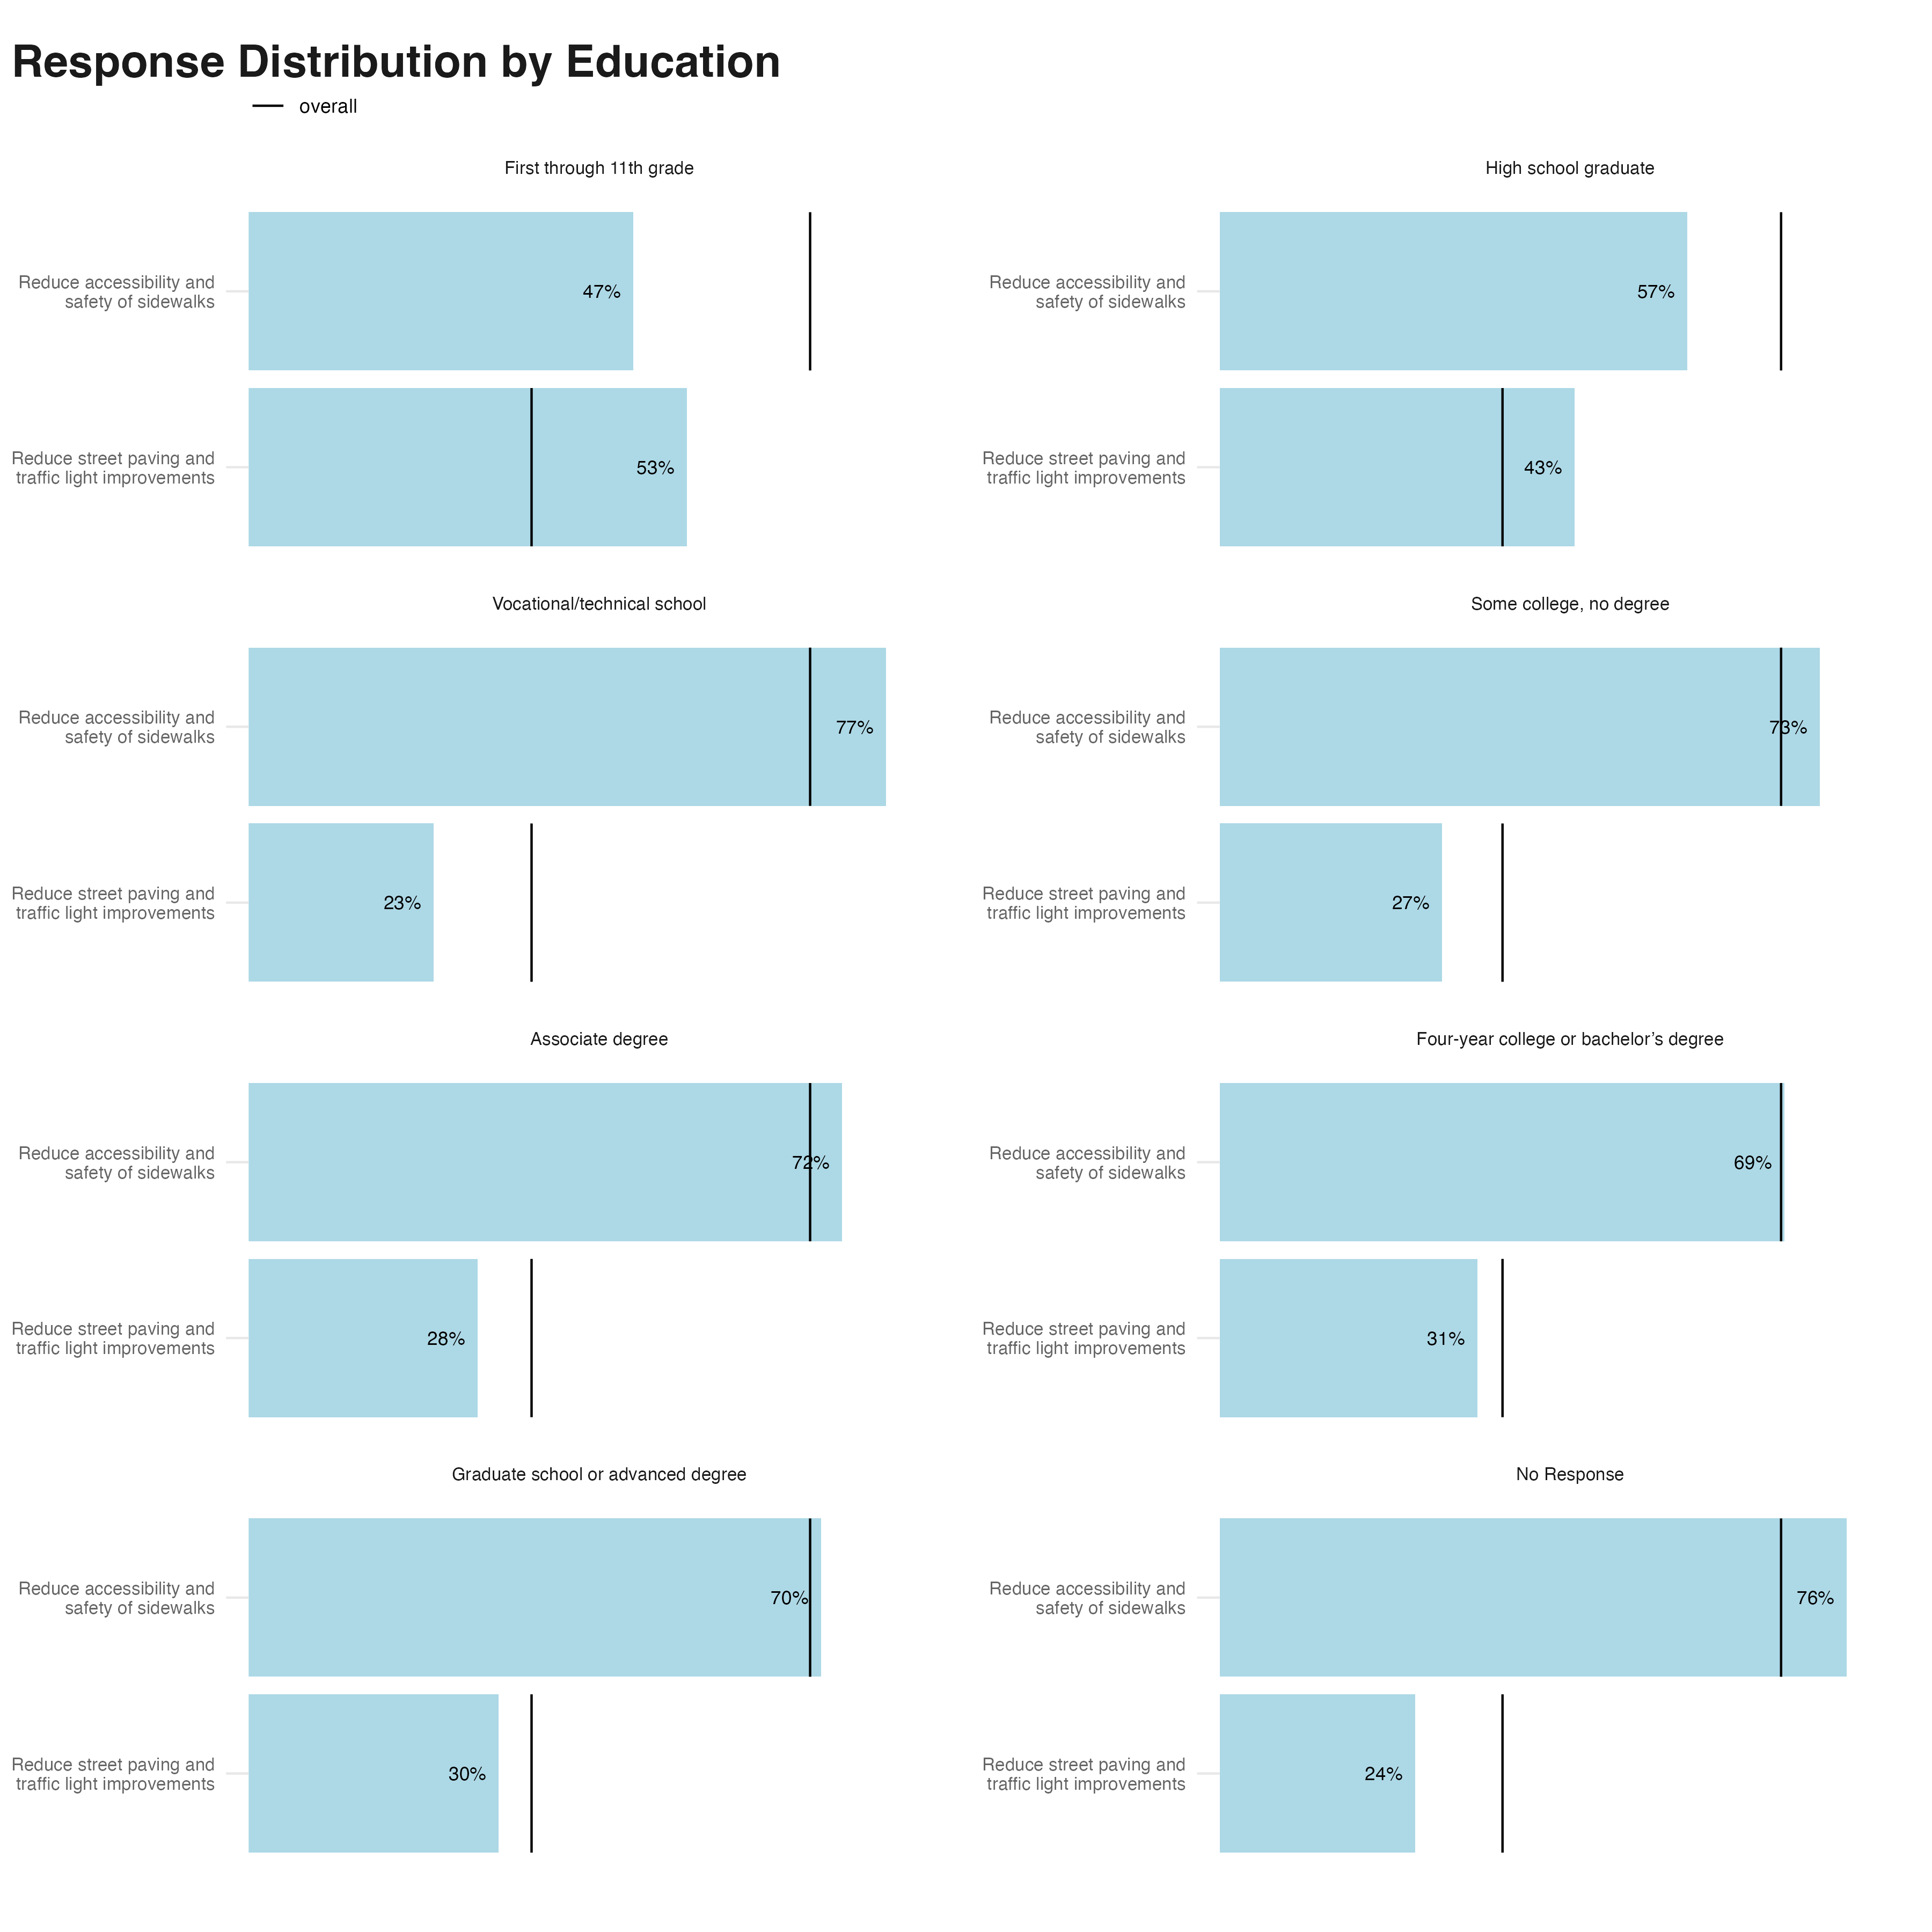 Response Distribution by Education
overall
First through 11th grade
Reduce accessibility and
safety of sidewalks
47%
Reduce street paving and
traffic light improvements
53%
High school graduate
Reduce accessibility and
safety of sidewalks
57%
Reduce street paving and
traffic light improvements
43%
Vocational/technical school
Reduce accessibility and
safety of sidewalks
77%
Reduce street paving and
traffic light improvements
23%
Some college, no degree
Reduce accessibility and
safety of sidewalks
73%
Reduce street paving and
traffic light improvements
27%
Associate degree
Reduce accessibility and
safety of sidewalks
72%
Reduce street paving and
traffic light improvements
28%
Four-year college or bachelor’s degree
Reduce accessibility and
safety of sidewalks
69%
Reduce street paving and
traffic light improvements
31%
Graduate school or advanced degree
Reduce accessibility and
safety of sidewalks
70%
Reduce street paving and
traffic light improvements
30%
No Response
Reduce accessibility and
safety of sidewalks
76%
Reduce street paving and
traffic light improvements
24%